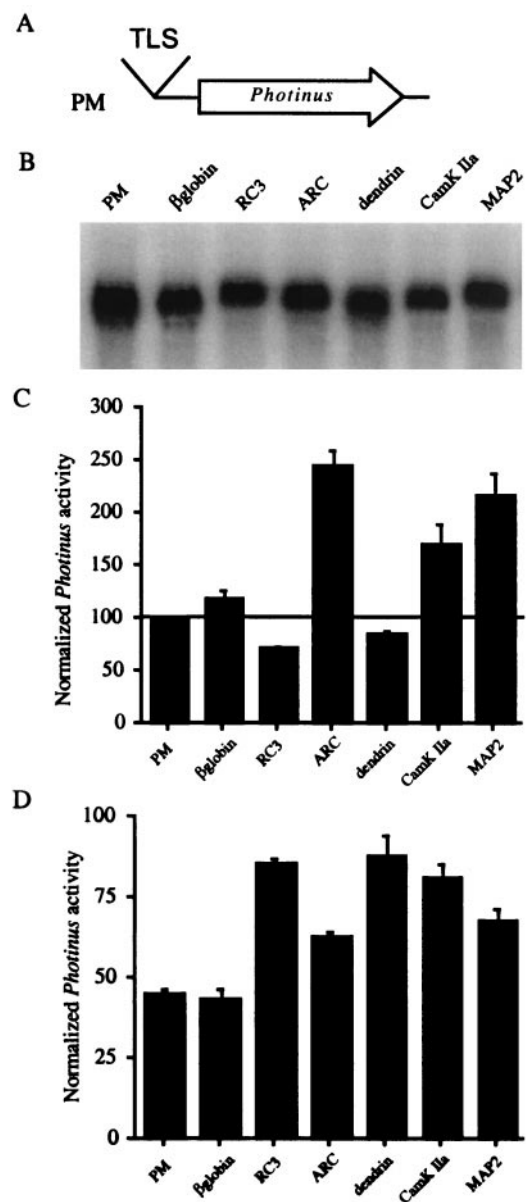 A
TLS
PM
Photinus
B
PM βglobin RC3 ARC dendrin CamK IIa MAP2
C
Normalized Photinus activity
300
250
200
150
100
50
0
PM βglobin RC3 ARC dendrin CamK IIa MAP2
D
Normalized Photinus activity
100
75
50
25
0
PM βglobin RC3 ARC dendrin CamK IIa MAP2